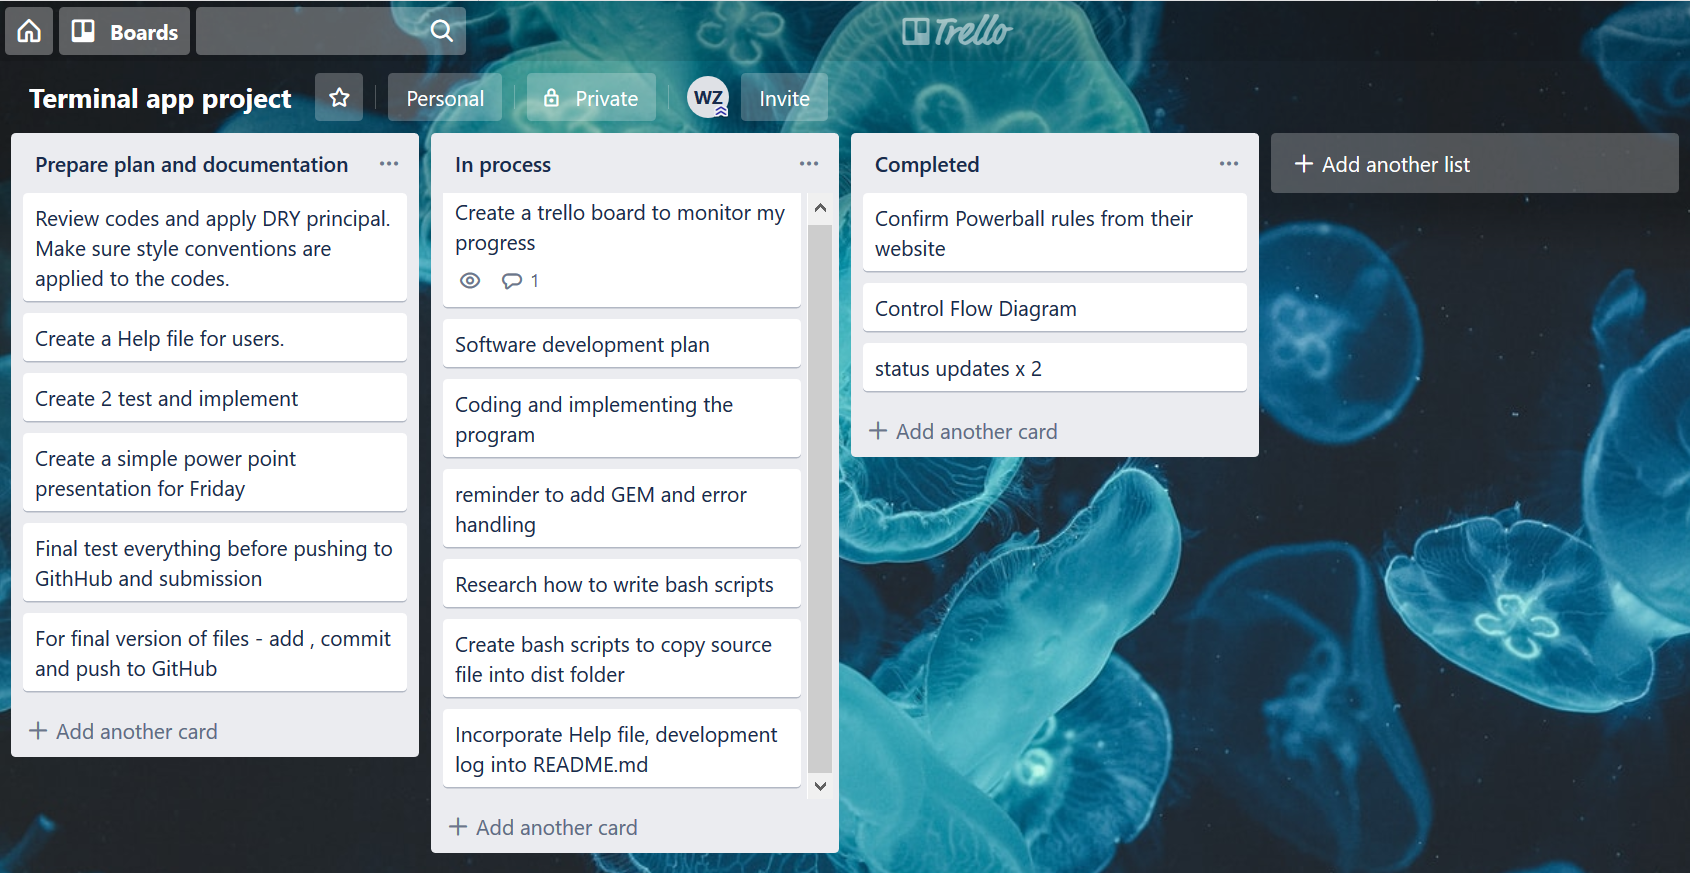 Boards
Trello
Terminal app project
Personal
Private
WZ
Invite
Prepare plan and documentation
Review codes and apply DRY principal.
Make sure style conventions are
applied to the codes.
Create a Help file for users.
Create 2 test and implement
Create a simple power point
presentation for Friday
Final test everything before pushing to
GithHub and submission
For final version of files - add , commit
and push to GitHub
+ Add another card
In process
Create a trello board to monitor my
progress
1
Software development plan
Coding and implementing the
program
reminder to add GEM and error
handling
Research how to write bash scripts
Create bash scripts to copy source
file into dist folder
Incorporate Help file, development
log into README.md
+ Add another card
Completed
Confirm Powerball rules from their
website
Control Flow Diagram
status updates x 2
+ Add another card
+ Add another list